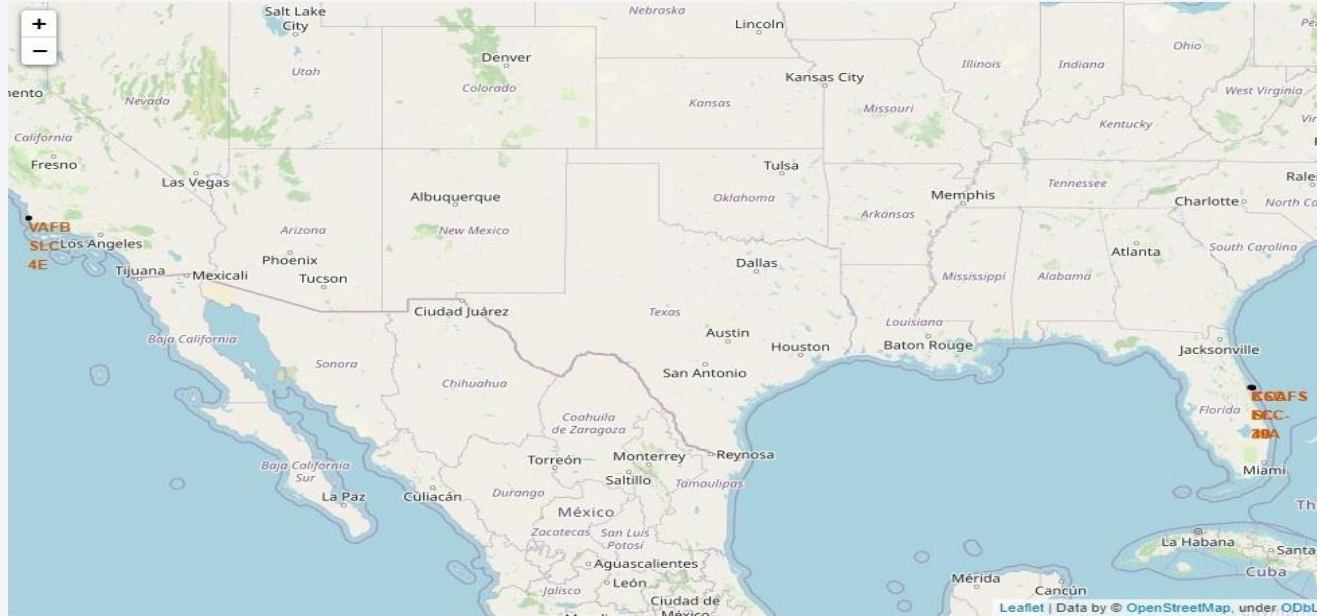 +
−
Salt Lake
City
Nebraska
Lincoln
Denver
Utah
Colorado
Nevada
Kansas City
Kansas
Missouri
Illinois
Indiana
Ohio
West Virginia
Kentucky
California
Fresno
Las Vegas
Albuquerque
Tulsa
Oklahoma
Memphis
Tennessee
Charlotte
Arkansas
VAFB
SLC
4E
Los Angeles
Arizona
New Mexico
Phoenix
Tucson
Tijuana
Mexicali
Dallas
Mississippi
Alabama
Atlanta
South Carolina
Ciudad Juárez
Texas
Louisiana
Austin
Houston
Baton Rouge
San Antonio
Jacksonville
Baja California
Sonora
Chihuahua
Coahuila
de Zaragoza
Florida
Torreón
Monterrey
Reynosa
Saltillo
Tamaulipas
Miami
Baja California
Sur
La Paz
Culiacán
Durango
México
Zacatecas
San Luis
Potosí
Aguascalientes
León
Jalisco
Ciudad de
México
La Habana
Cuba
Mérida
Cancún
Leaflet | Data by © OpenStreetMap, under ODbL